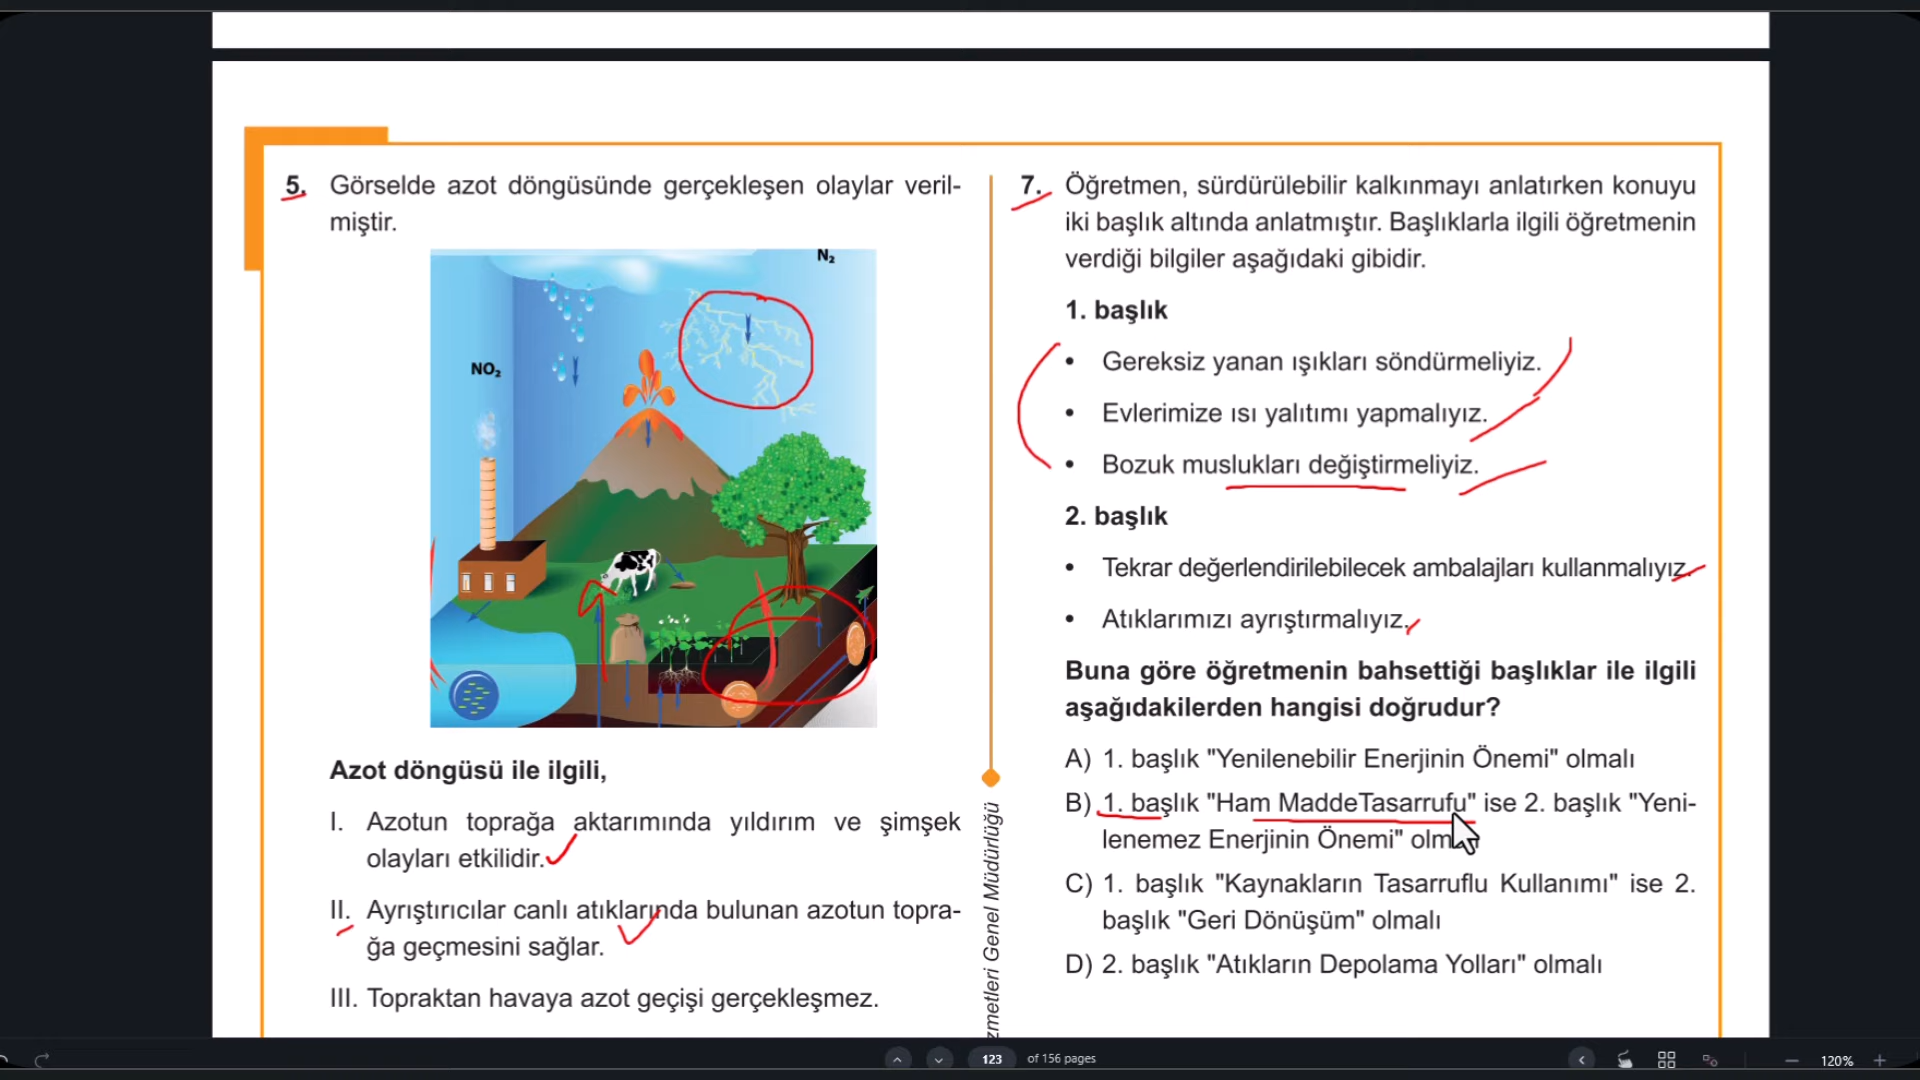 5. Görselde azot döngüsünde gerçekleşen olaylar veril-
miştir.
N₂
NO₂
Azot döngüsü ile ilgili,
I. Azotun toprağa aktarımında yıldırım ve şimşek
olayları etkilidir.
II. Ayrıştırıcılar canlı atıklarında bulunan azotun topra-
ğa geçmesini sağlar.
III. Topraktan havaya azot geçişi gerçekleşmez.
zmetleri Genel Müdürlüğü
7. Öğretmen, sürdürülebilir kalkınmayı anlatırken konuyu
iki başlık altında anlatmıştır. Başlıklarla ilgili öğretmenin
verdiği bilgiler aşağıdaki gibidir.
1. başlık
• Gereksiz yanan ışıkları söndürmeliyiz.
• Evlerimize ısı yalıtımı yapmalıyız.
• Bozuk muslukları değiştirmeliyiz.
2. başlık
• Tekrar değerlendirilebilecek ambalajları kullanmalıyız.
• Atıklarımızı ayrıştırmalıyız.
Buna göre öğretmenin bahsettiği başlıklar ile ilgili
aşağıdakilerden hangisi doğrudur?
A) 1. başlık "Yenilenebilir Enerjinin Önemi" olmalı
B) 1. başlık "Ham MaddeTasarrufu" ise 2. başlık "Yeni-
lenemez Enerjinin Önemi"
C) 1. başlık "Kaynakların Tasarruflu Kullanımı" ise 2.
başlık "Geri Dönüşüm" olmalı
D) 2. başlık "Atıkların Depolama Yolları" olmalı
123 of 156 pages
120%